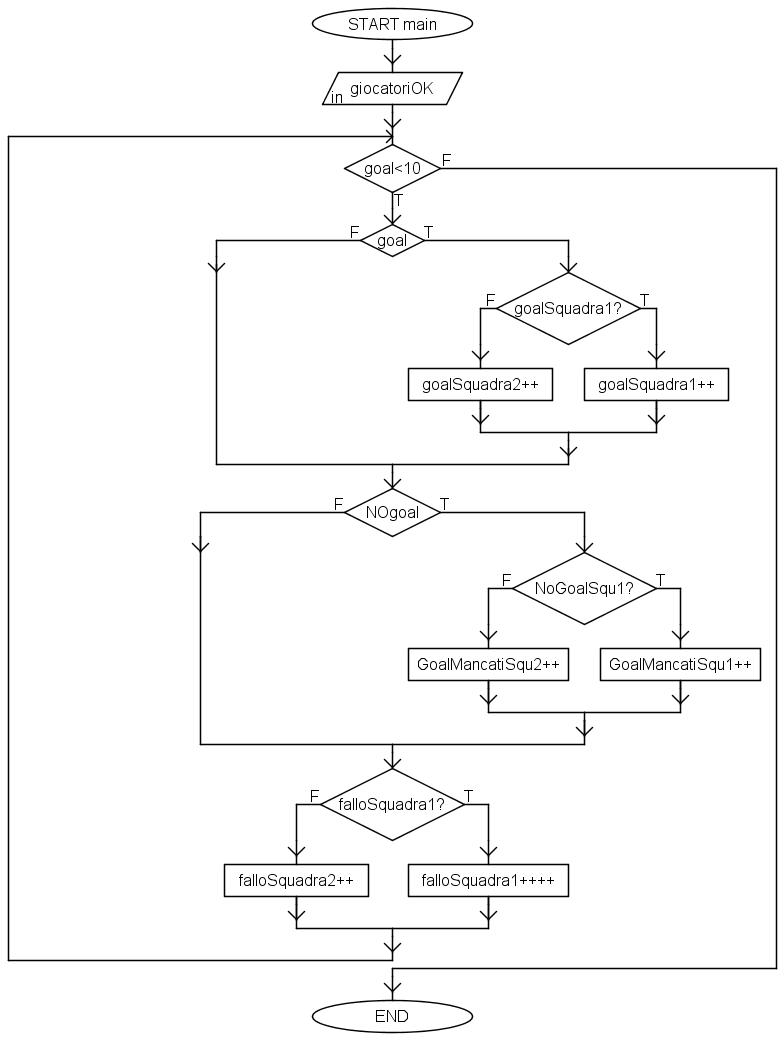 START main
in giocatoriOK
goal<10
F
T
F
goal
T
F
goalSquadra1?
T
goalSquadra2++
goalSquadra1++
F
NOgoal
T
F
NoGoalSqu1?
T
GoalMancatiSqu2++
GoalMancatiSqu1++
F
falloSquadra1?
T
falloSquadra2++
falloSquadra1++++
END